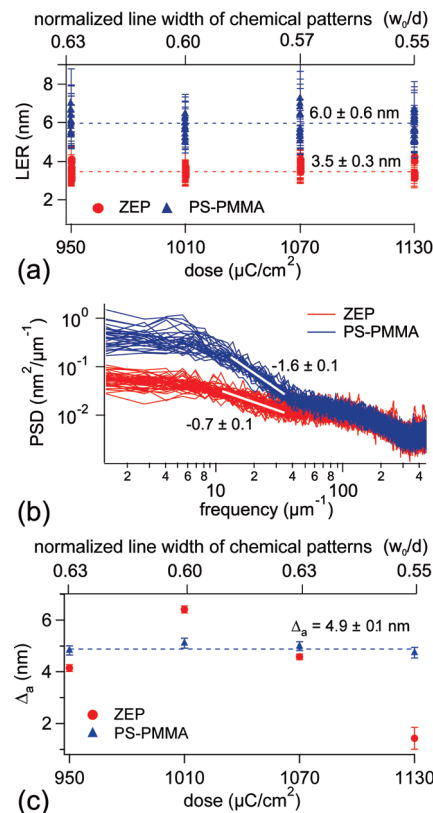 normalized line width of chemical patterns (w₀/d)
0.63 0.60 0.57 0.55
8
6
4
2
LER (nm)
6.0 ± 0.6 nm
3.5 ± 0.3 nm
ZEP PS-PMMA
950 1010 1070 1130
(a) dose (µC/cm²)
10⁰
10⁻¹
10⁻²
PSD (nm²/µm⁻¹)
ZEP
PS-PMMA
-1.6 ± 0.1
-0.7 ± 0.1
2 4 6 8 10 2 4 6 8 100 2 4
(b) frequency (µm⁻¹)
normalized line width of chemical patterns (w₀/d)
0.63 0.60 0.63 0.55
6
4
2
Δa (nm)
Δa = 4.9 ± 0.1 nm
ZEP
PS-PMMA
950 1010 1070 1130
(c) dose (µC/cm²)